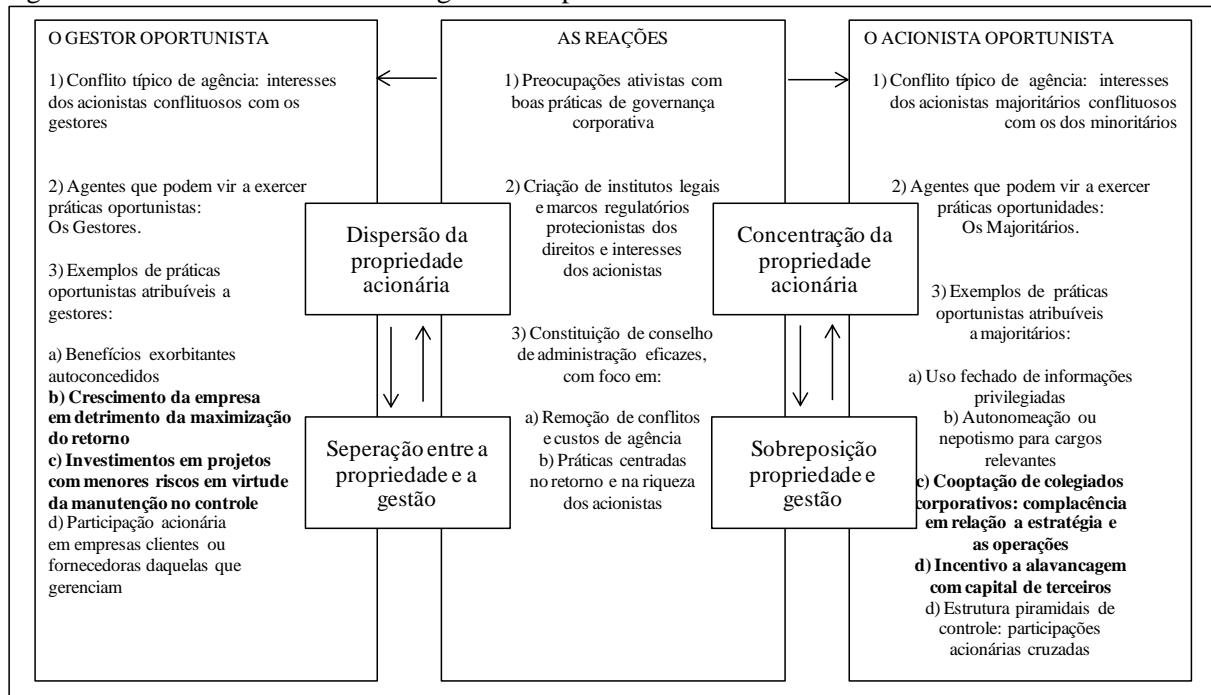 O GESTOR OPORTUNISTA
1) Conflito típico de agência: interesses
dos acionistas conflituosos com os
gestores
2) Agentes que podem vir a exercer
práticas oportunistas:
Os Gestores.
3) Exemplos de práticas
oportunistas atribuíveis a
gestores:
a) Benefícios exorbitantes
autoconcedidos
b) Crescimento da empresa
em detrimento da maximização
do retorno
c) Investimentos em projetos
com menores riscos em virtude
da manutenção no controle
d) Participação acionária
em empresas clientes ou
fornecedoras daquelas que
gerenciam
Dispersão da
propriedade
acionária
Seperação entre a
propriedade e a
gestão
AS REAÇÕES
1) Preocupações ativistas com
boas práticas de governança
corporativa
2) Criação de institutos legais
e marcos regulatórios
protecionistas dos
direitos e interesses
dos acionistas
3) Constituição de conselho
de administração eficazes,
com foco em:
a) Remoção de conflitos
e custos de agência
b) Práticas centradas
no retorno e na riqueza
dos acionistas
Concentração da
propriedade
acionária
Sobreposição
propriedade e
gestão
O ACIONISTA OPORTUNISTA
1) Conflito típico de agência: interesses
dos acionistas majoritários conflituosos
com os dos minoritários
2) Agentes que podem vir a exercer
práticas oportunidades:
Os Majoritários.
3) Exemplos de práticas
oportunistas atribuíveis
a majoritários:
a) Uso fechado de informações
privilegiadas
b) Autonomeação ou
nepotismo para cargos
relevantes
c) Cooptação de colegiados
corporativos: complacência
em relação a estratégia e
as operações
d) Incentivo a alavancagem
com capital de terceiros
d) Estrutura piramidais de
controle: participações
acionárias cruzadas